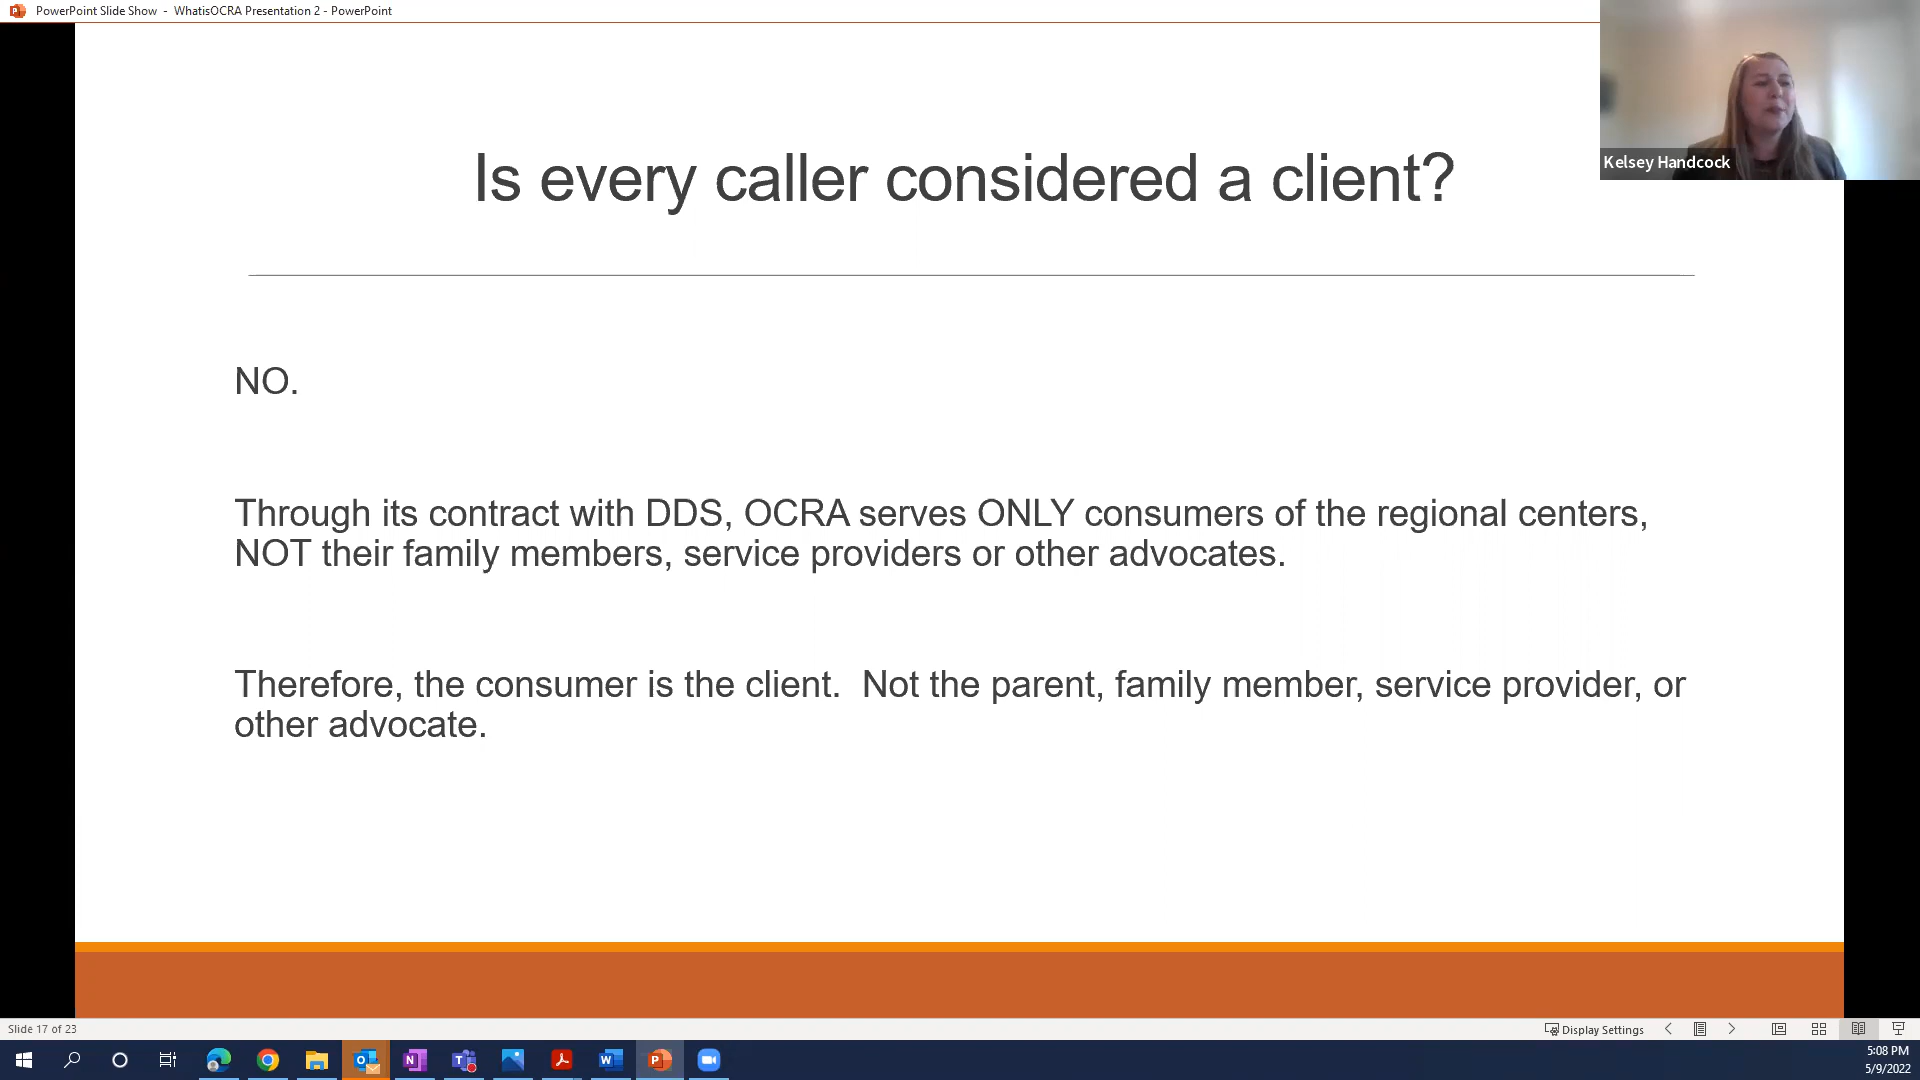 PowerPoint Slide Show - WhatisOCRA Presentation 2 - PowerPoint
Kelsey Handcock
Is every caller considered a client?
NO.
Through its contract with DDS, OCRA serves ONLY consumers of the regional centers,
NOT their family members, service providers or other advocates.
Therefore, the consumer is the client.  Not the parent, family member, service provider, or
other advocate.
Slide 17 of 23
Display Settings
5:08 PM
5/9/2022